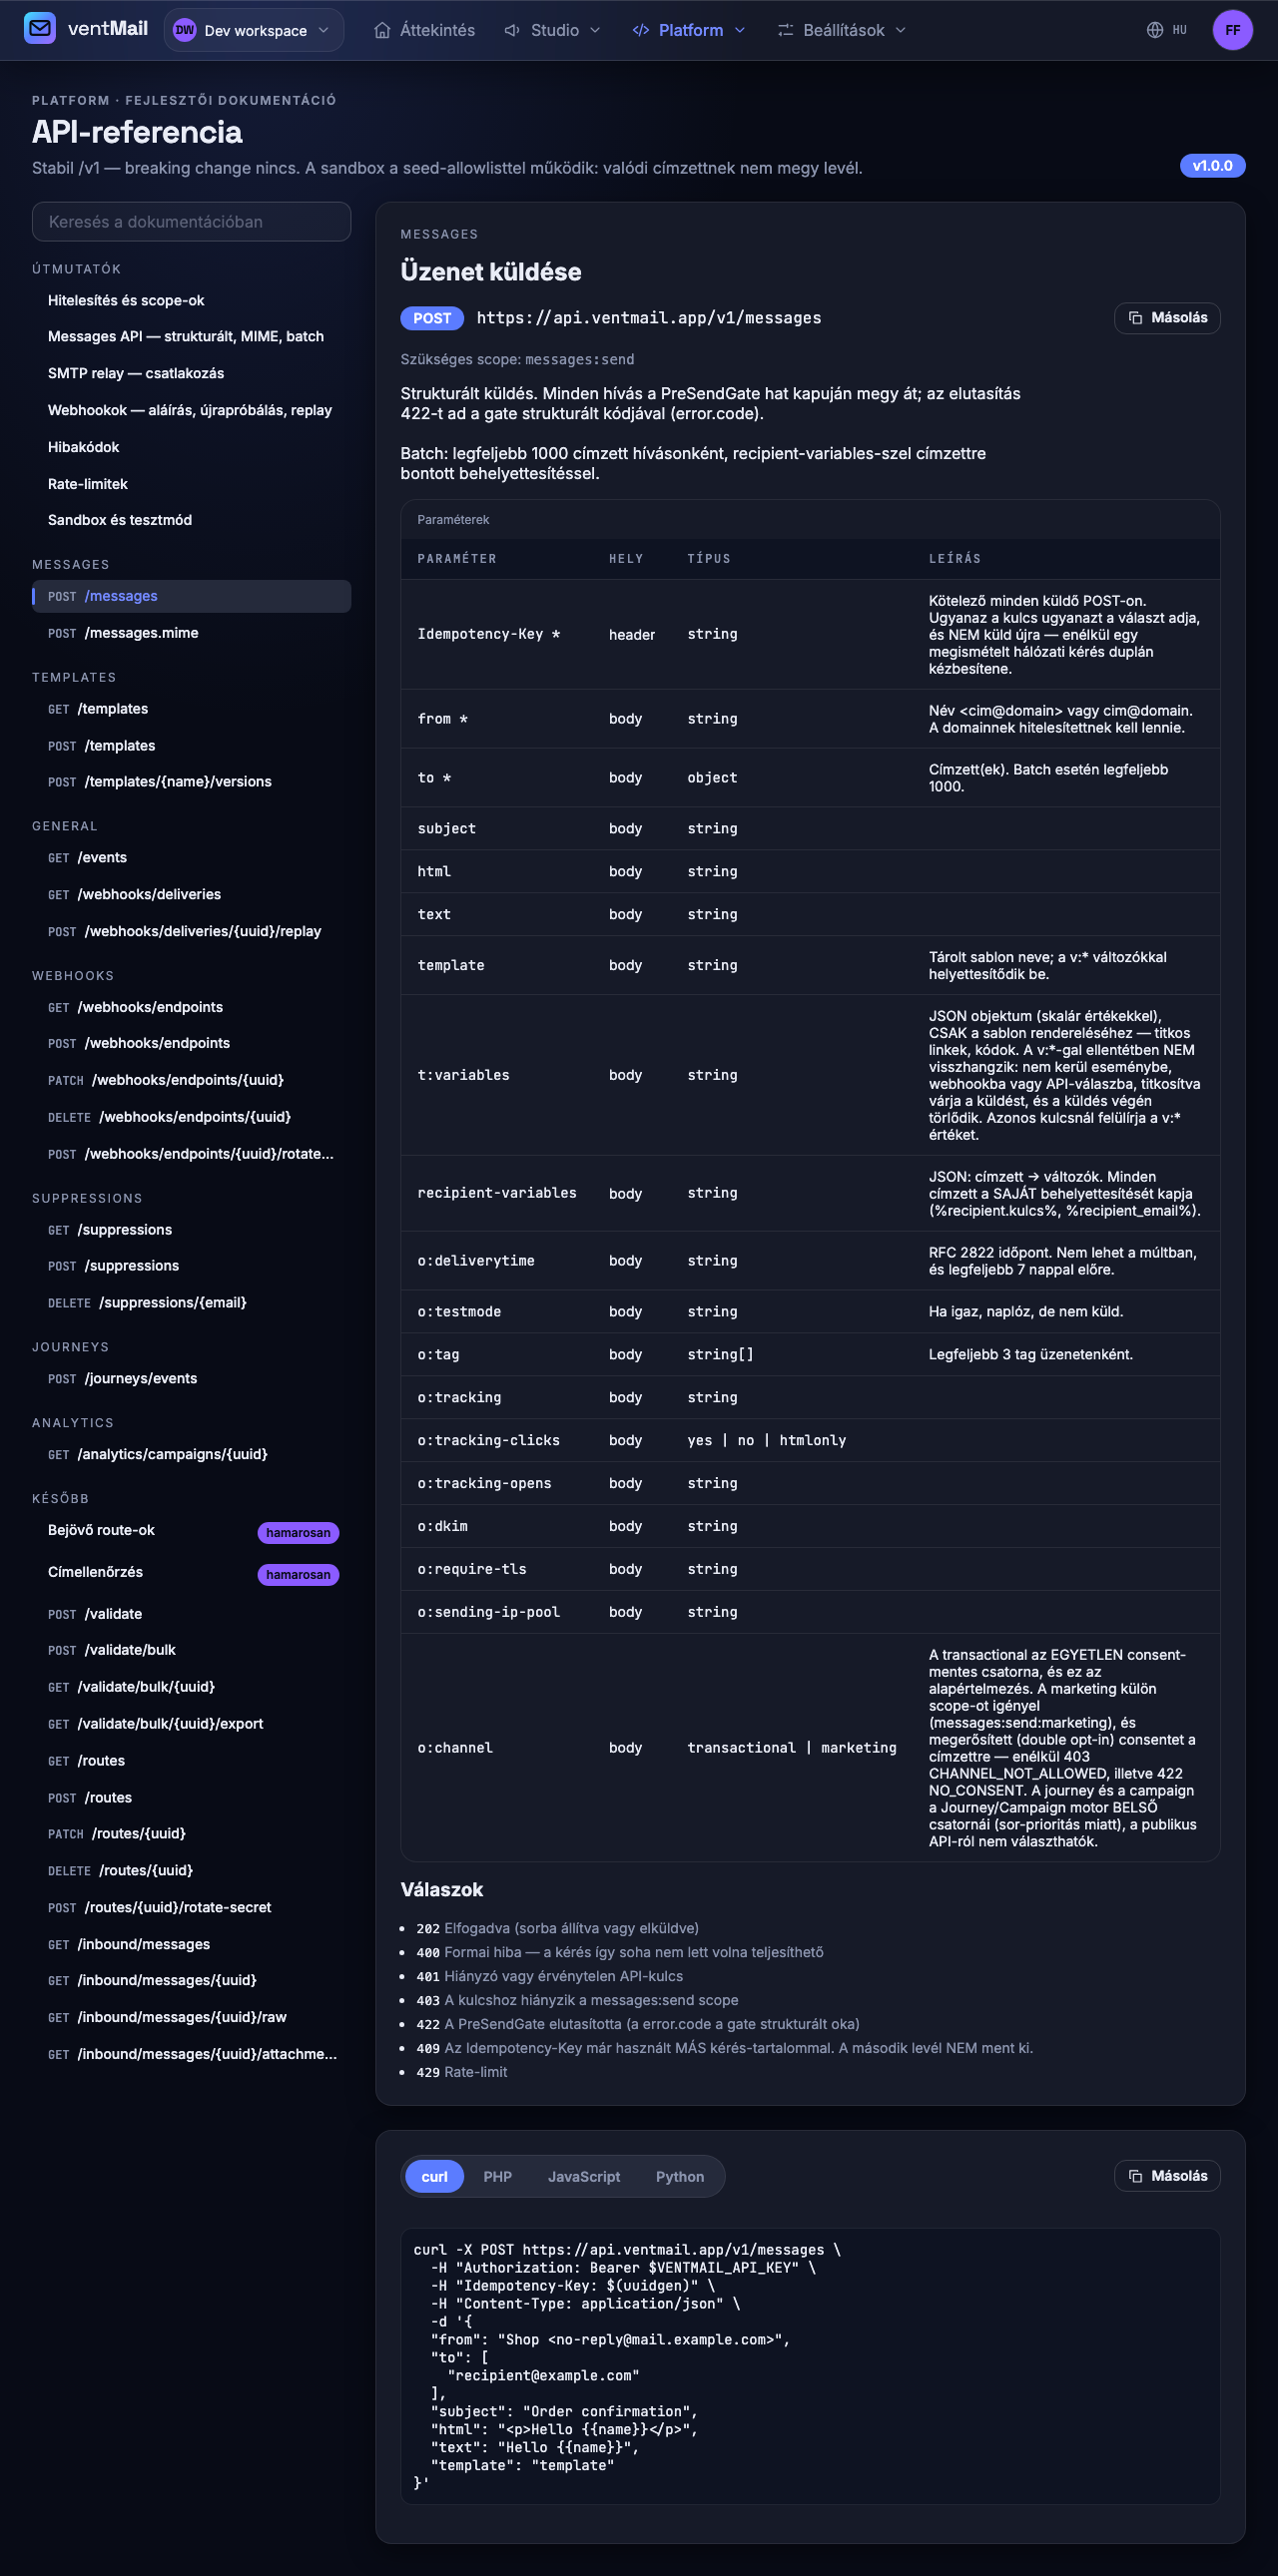 ventMail
DW Dev workspace
Áttekintés
Studio
Platform
Beállítások
HU
FF
PLATFORM · FEJLESZTŐI DOKUMENTÁCIÓ
API-referencia
Stabil /v1 — breaking change nincs. A sandbox a seed-allowlisttel működik: valódi címzettnek nem megy levél.
v1.0.0
Keresés a dokumentációban
ÚTMUTATÓK
Hitelesítés és scope-ok
Messages API — strukturált, MIME, batch
SMTP relay — csatlakozás
Webhookok — aláírás, újrapróbálás, replay
Hibakódok
Rate-limitek
Sandbox és tesztmód
MESSAGES
POST /messages
POST /messages.mime
TEMPLATES
GET /templates
POST /templates
POST /templates/{name}/versions
GENERAL
GET /events
GET /webhooks/deliveries
POST /webhooks/deliveries/{uuid}/replay
WEBHOOKS
GET /webhooks/endpoints
POST /webhooks/endpoints
PATCH /webhooks/endpoints/{uuid}
DELETE /webhooks/endpoints/{uuid}
POST /webhooks/endpoints/{uuid}/rotate...
SUPPRESSIONS
GET /suppressions
POST /suppressions
DELETE /suppressions/{email}
JOURNEYS
POST /journeys/events
ANALYTICS
GET /analytics/campaigns/{uuid}
KÉSŐBB
Bejövő route-ok hamarosan
Címellenőrzés hamarosan
POST /validate
POST /validate/bulk
GET /validate/bulk/{uuid}
GET /validate/bulk/{uuid}/export
GET /routes
POST /routes
PATCH /routes/{uuid}
DELETE /routes/{uuid}
POST /routes/{uuid}/rotate-secret
GET /inbound/messages
GET /inbound/messages/{uuid}
GET /inbound/messages/{uuid}/raw
GET /inbound/messages/{uuid}/attachme...
MESSAGES
Üzenet küldése
POST https://api.ventmail.app/v1/messages
Másolás
Szükséges scope: messages:send
Strukturált küldés. Minden hívás a PreSendGate hat kapuján megy át; az elutasítás
422-t ad a gate strukturált kódjával (error.code).
Batch: legfeljebb 1000 címzett hívásonként, recipient-variables-szel címzettre
bontott behelyettesítéssel.
Paraméterek
PARAMÉTER HELY TÍPUS LEÍRÁS
Idempotency-Key * header string Kötelező minden küldő POST-on.
Ugyanaz a kulcs ugyanazt a választ adja,
és NEM küld újra — enélkül egy
megismételt hálózati kérés duplán
kézbesítene.
from * body string Név <cim@domain> vagy cim@domain.
A domainnek hitelesítettnek kell lennie.
to * body object Címzett(ek). Batch esetén legfeljebb
1000.
subject body string
html body string
text body string
template body string Tárolt sablon neve; a v:* változókkal
helyettesítődik be.
t:variables body string JSON objektum (skalár értékekkel),
CSAK a sablon rendereléséhez — titkos
linkek, kódok. A v:*-gal ellentétben NEM
visszhangzik: nem kerül eseménybe,
webhookba vagy API-válaszba, titkosítva
várja a küldést, és a küldés végén
törlődik. Azonos kulcsnál felülírja a v:*
értéket.
recipient-variables body string JSON: címzett → változók. Minden
címzett a SAJÁT behelyettesítését kapja
(%recipient.kulcs%, %recipient_email%).
o:deliverytime body string RFC 2822 időpont. Nem lehet a múltban,
és legfeljebb 7 nappal előre.
o:testmode body string Ha igaz, naplóz, de nem küld.
o:tag body string[] Legfeljebb 3 tag üzenetenként.
o:tracking body string
o:tracking-clicks body yes | no | htmlonly
o:tracking-opens body string
o:dkim body string
o:require-tls body string
o:sending-ip-pool body string
o:channel body transactional | marketing A transactional az EGYETLEN consent-
mentes csatorna, és ez az
alapértelmezés. A marketing külön
scope-ot igényel
(messages:send:marketing), és
megerősített (double opt-in) consentet a
címzettre — enélkül 403
CHANNEL_NOT_ALLOWED, illetve 422
NO_CONSENT. A journey és a campaign
a Journey/Campaign motor BELSŐ
csatornái (sor-prioritás miatt), a publikus
API-ról nem választhatók.
Válaszok
• 202 Elfogadva (sorba állítva vagy elküldve)
• 400 Formai hiba — a kérés így soha nem lett volna teljesíthető
• 401 Hiányzó vagy érvénytelen API-kulcs
• 403 A kulcshoz hiányzik a messages:send scope
• 422 A PreSendGate elutasította (a error.code a gate strukturált oka)
• 409 Az Idempotency-Key már használt MÁS kérés-tartalommal. A második levél NEM ment ki.
• 429 Rate-limit
curl PHP JavaScript Python
Másolás
curl -X POST https://api.ventmail.app/v1/messages \
-H "Authorization: Bearer $VENTMAIL_API_KEY" \
-H "Idempotency-Key: $(uuidgen)" \
-H "Content-Type: application/json" \
-d '{
"from": "Shop <no-reply@mail.example.com>",
"to": [
"recipient@example.com"
],
"subject": "Order confirmation",
"html": "<p>Hello {{name}}</p>",
"text": "Hello {{name}}",
"template": "template"
}'